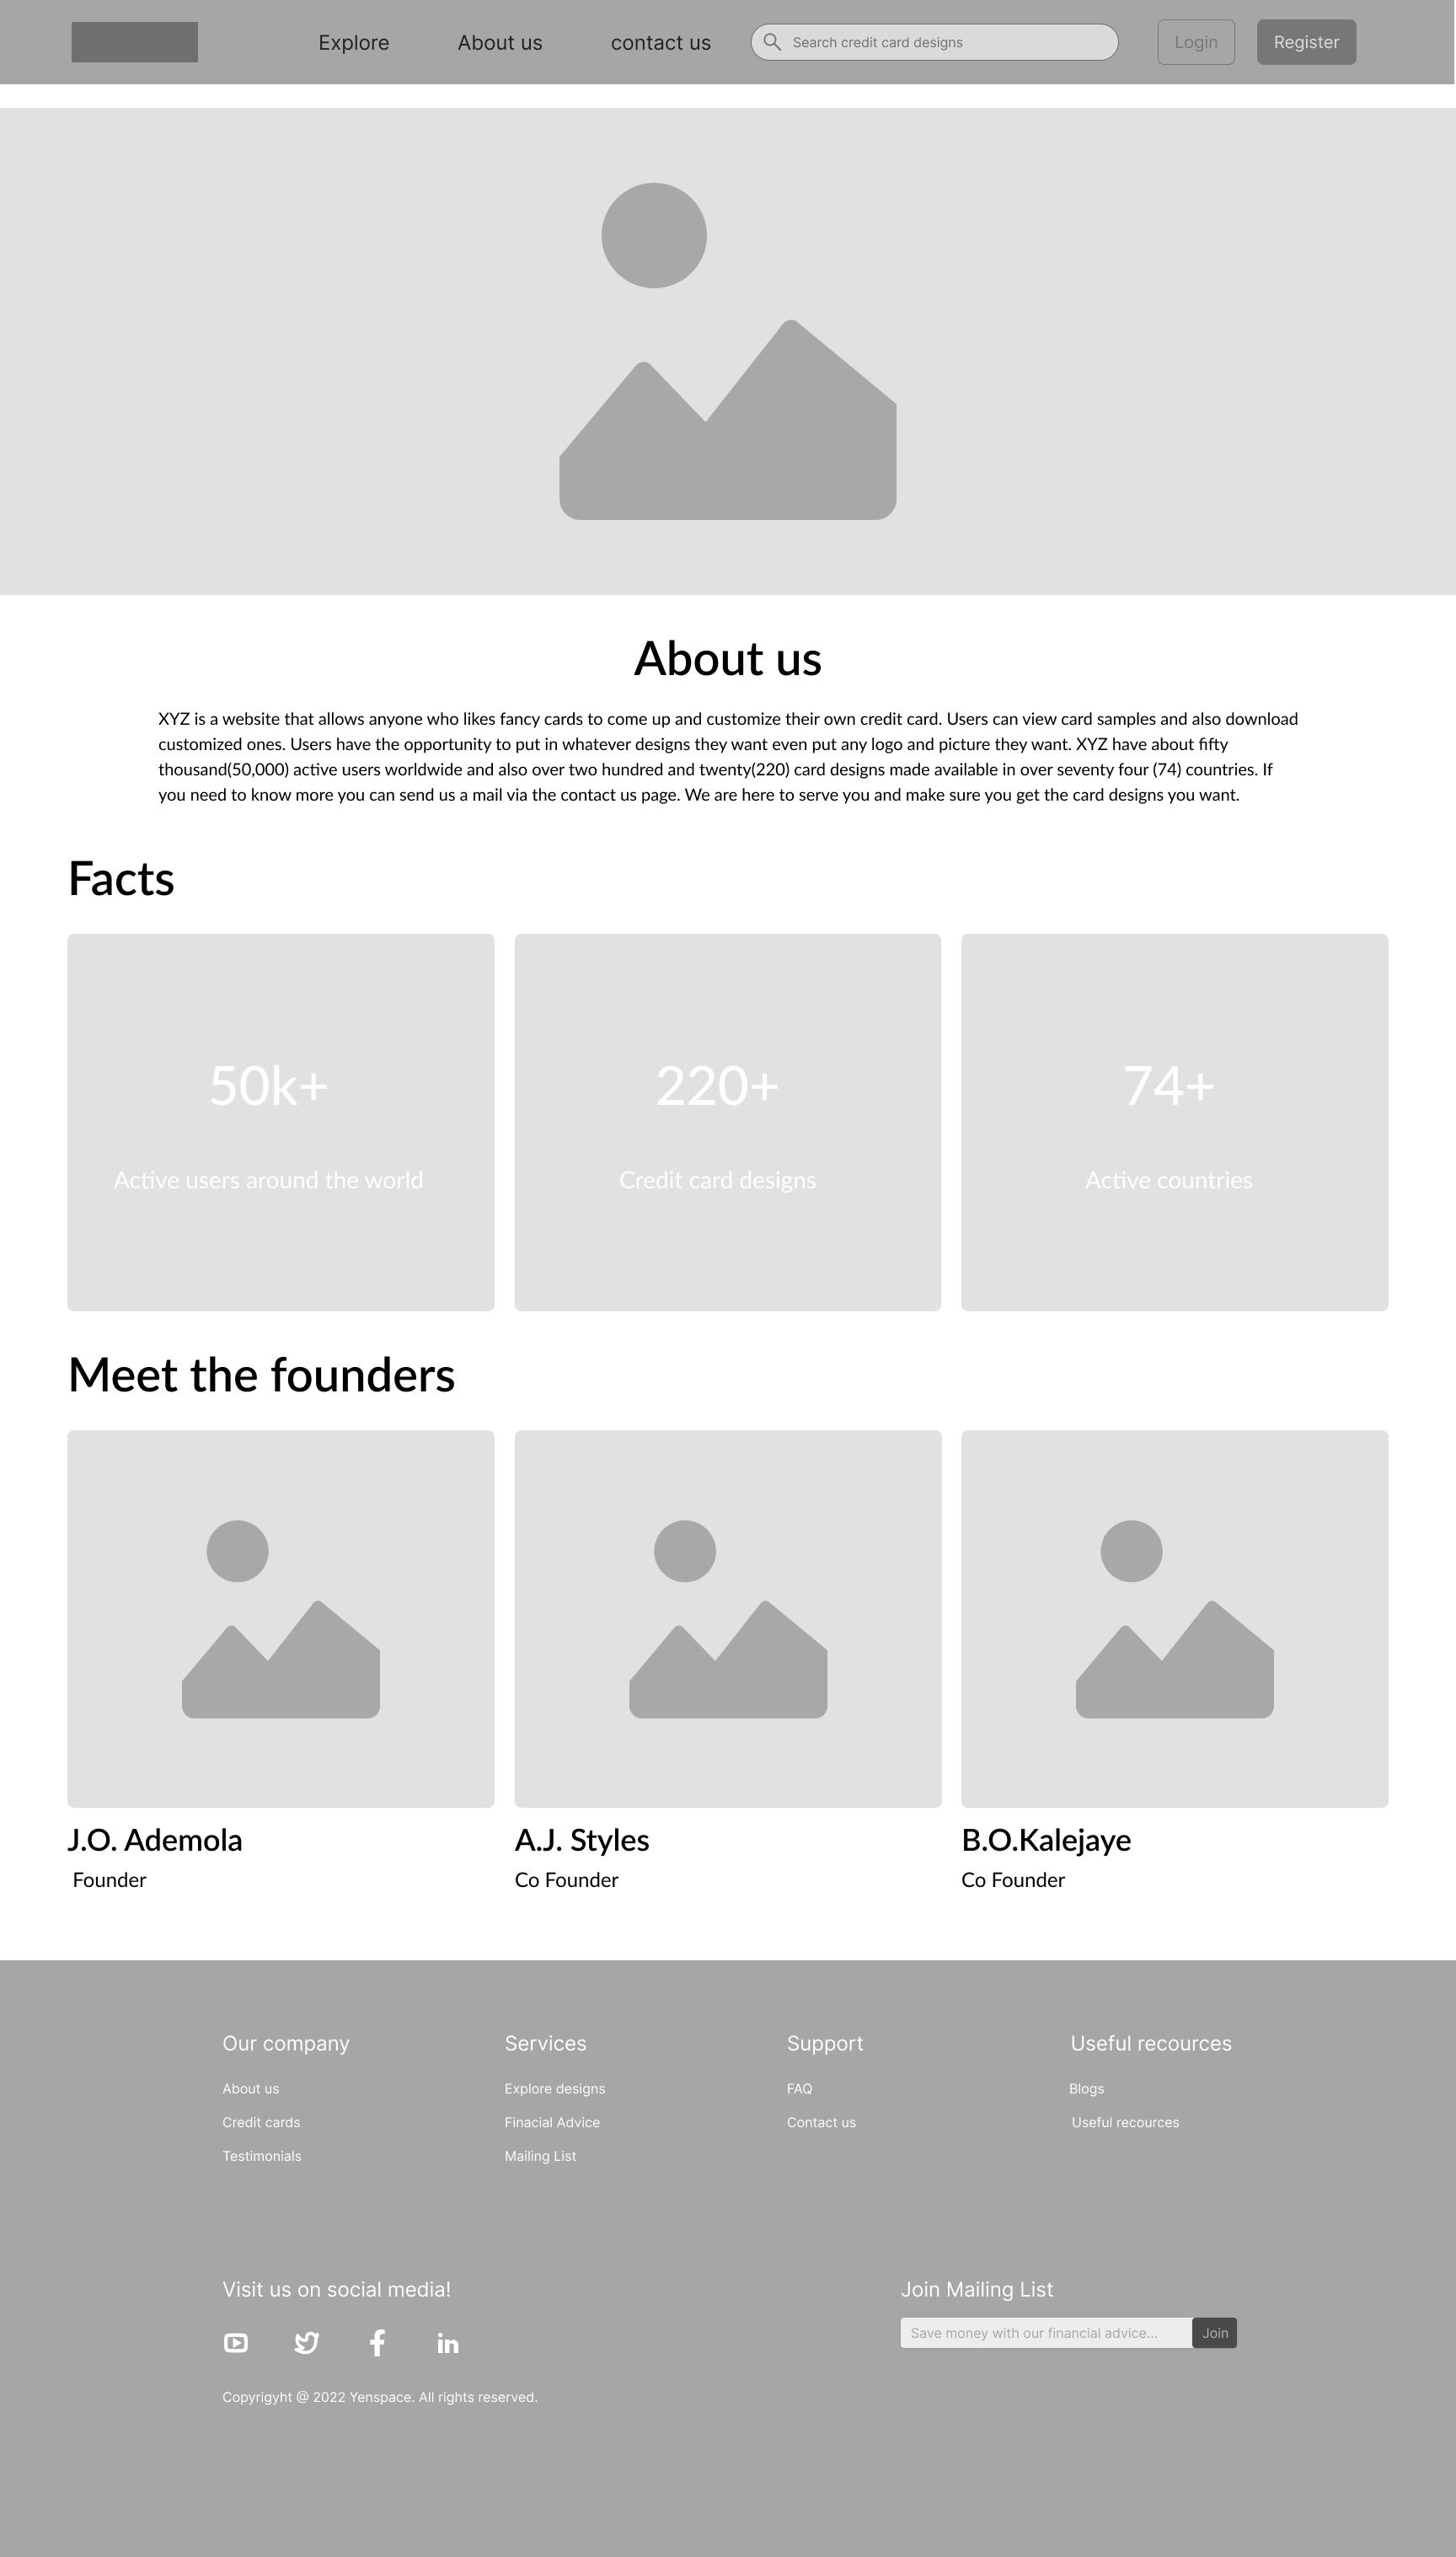 Explore
About us
contact us
Search credit card designs
Login
Register
About us
XYZ is a website that allows anyone who likes fancy cards to come up and customize their own credit card. Users can view card samples and also download
customized ones. Users have the opportunity to put in whatever designs they want even put any logo and picture they want. XYZ have about fifty
thousand(50,000) active users worldwide and also over two hundred and twenty(220) card designs made available in over seventy four (74) countries. If
you need to know more you can send us a mail via the contact us page. We are here to serve you and make sure you get the card designs you want.
Facts
50k+
Active users around the world
220+
Credit card designs
74+
Active countries
Meet the founders
J.O. Ademola
Founder
A.J. Styles
Co Founder
B.O.Kalejaye
Co Founder
Our company
About us
Credit cards
Testimonials
Services
Explore designs
Finacial Advice
Mailing List
Support
FAQ
Contact us
Useful recources
Blogs
Useful recources
Visit us on social media!
Join Mailing List
Save money with our financial advice...
Join
Copyrigyht @ 2022 Yenspace. All rights reserved.